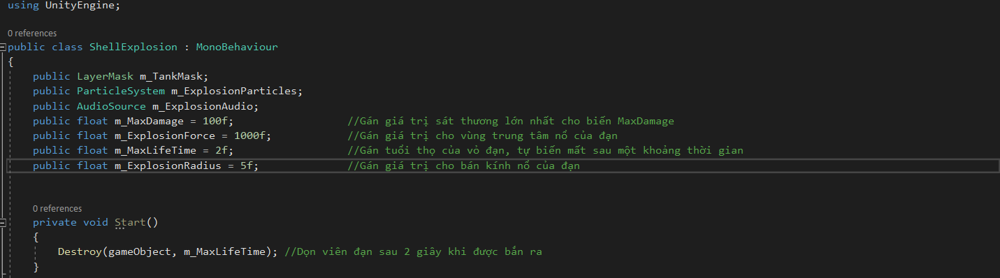 using UnityEngine;
0 references
public class ShellExplosion : MonoBehaviour
{
public LayerMask m_TankMask;
public ParticleSystem m_ExplosionParticles;
public AudioSource m_ExplosionAudio;
public float m_MaxDamage = 100f; //Gán giá trị sát thương lớn nhất cho biến MaxDamage
public float m_ExplosionForce = 1000f; //Gán giá trị cho vùng trung tâm nổ của đạn
public float m_MaxLifeTime = 2f; //Gán tuổi thọ của vỏ đạn, tự biến mất sau một khoảng thời gian
public float m_ExplosionRadius = 5f; //Gán giá trị cho bán kính nổ của đạn
0 references
private void Start()
{
Destroy(gameObject, m_MaxLifeTime); //Dọn viên đạn sau 2 giây khi được bắn ra
}